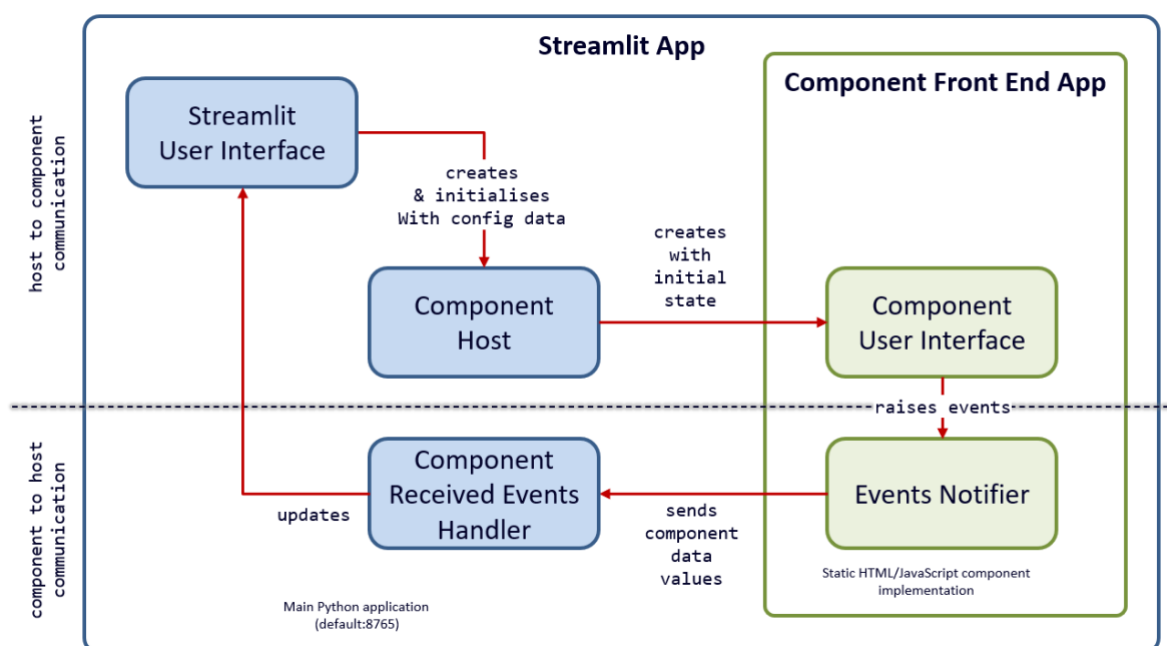 Streamlit App
Component Front End App
host to component
communication
Streamlit
User Interface
creates
& initialises
With config data
creates
with
initial
state
Component
Host
Component
User Interface
raises events
component to host
communication
Component
Received Events
Handler
updates
sends
component
data
values
Events Notifier
Static HTML/JavaScript component
implementation
Main Python application
(default:8765)